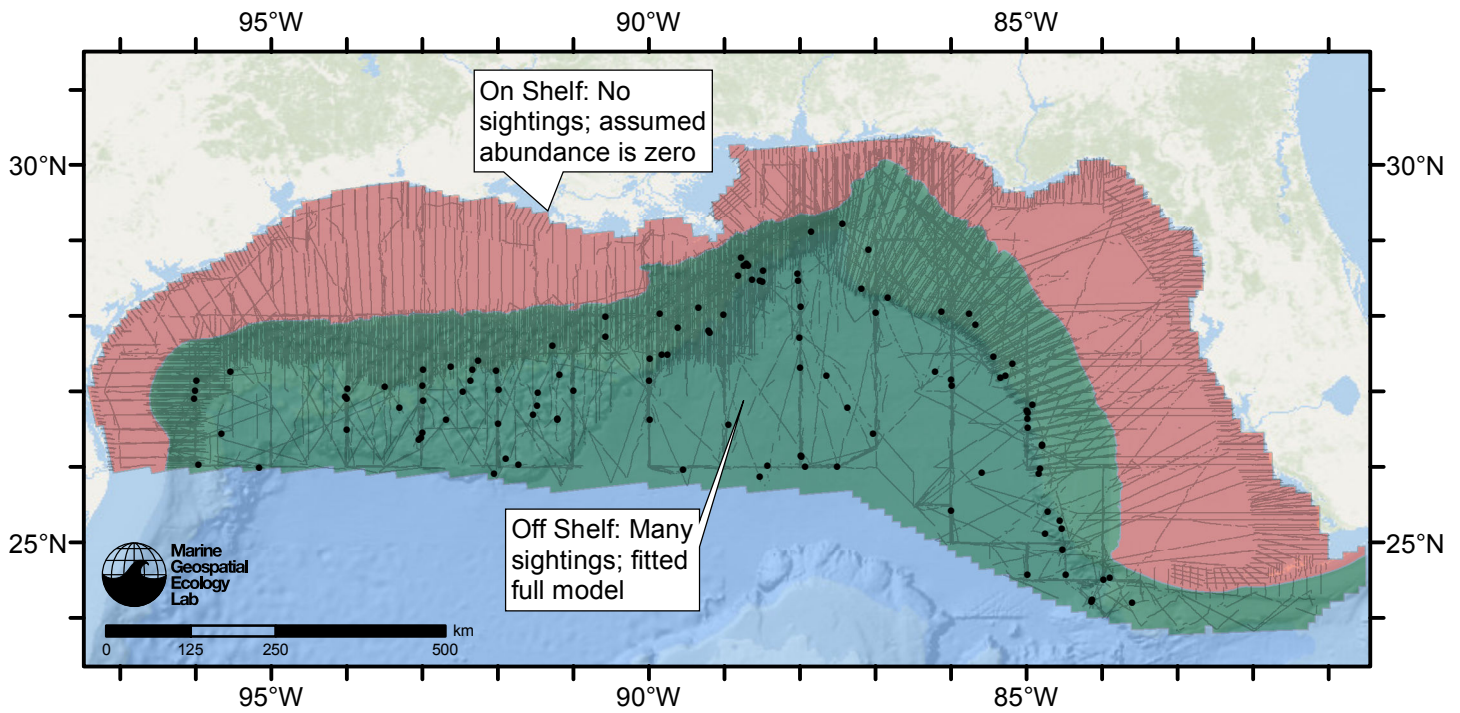 95°W 90°W 85°W
On Shelf: No
sightings; assumed
abundance is zero
30°N 30°N
25°N 25°N
Off Shelf: Many
sightings; fitted
full model
Marine
Geospatial
Ecology
Lab
km
0 125 250 500
95°W 90°W 85°W